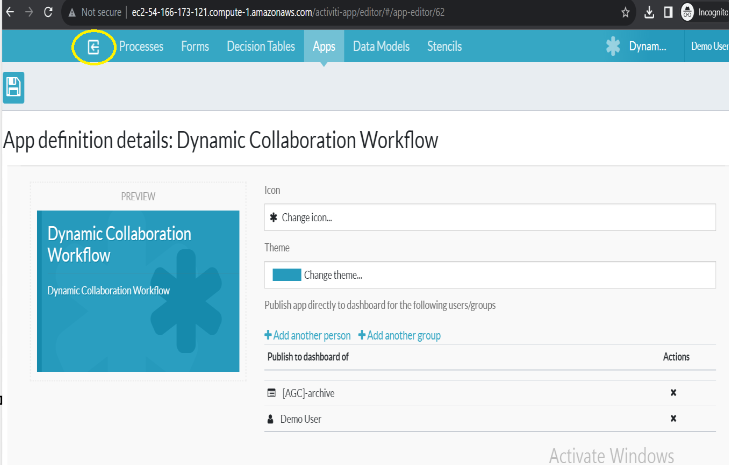 Not secure | ec2-54-166-173-121.compute-1.amazonaws.com/activiti-app/editor/#/app-editor/62 Incognito
Processes Forms Decision Tables Apps Data Models Stencils Dynam... Demo User
App definition details: Dynamic Collaboration Workflow
PREVIEW
Dynamic Collaboration
Workflow
Dynamic Collaboration Workflow
Icon
Change icon...
Theme
Change theme...
Publish app directly to dashboard for the following users/groups
+ Add another person + Add another group
Publish to dashboard of Actions
[AGC]-archive
Demo User
Activate Windows